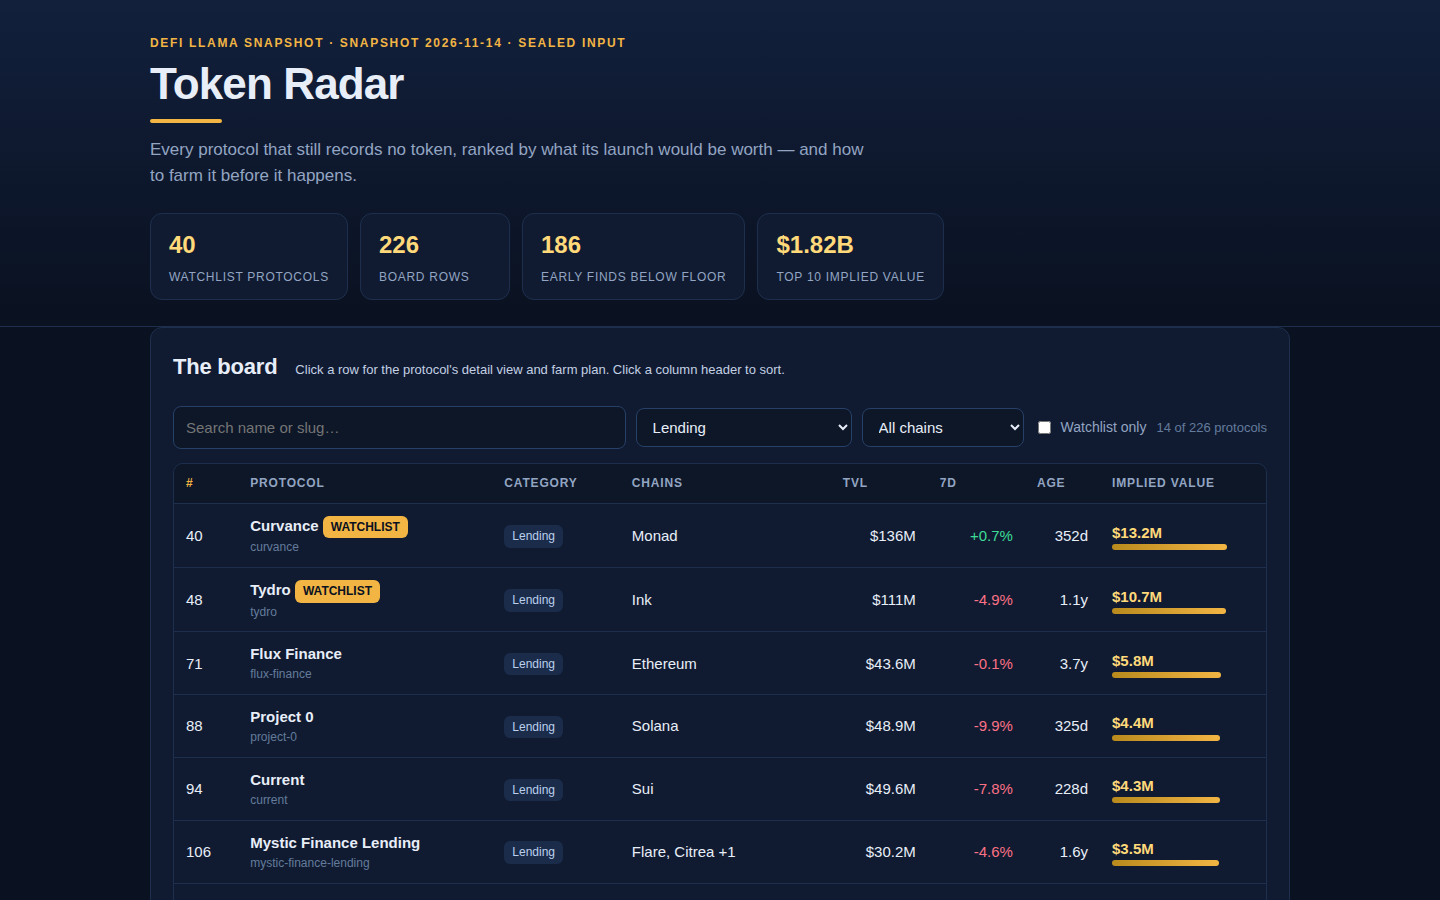 DEFI LLAMA SNAPSHOT · SNAPSHOT 2026-11-14 · SEALED INPUT
Token Radar
Every protocol that still records no token, ranked by what its launch would be worth — and how
to farm it before it happens.
40
WATCHLIST PROTOCOLS
226
BOARD ROWS
186
EARLY FINDS BELOW FLOOR
$1.82B
TOP 10 IMPLIED VALUE
The board Click a row for the protocol's detail view and farm plan. Click a column header to sort.
Search name or slug… Lending All chains Watchlist only 14 of 226 protocols
# PROTOCOL CATEGORY CHAINS TVL 7D AGE IMPLIED VALUE
40 Curvance WATCHLIST Lending Monad $136M +0.7% 352d $13.2M
curvance
48 Tydro WATCHLIST Lending Ink $111M -4.9% 1.1y $10.7M
tydro
71 Flux Finance Lending Ethereum $43.6M -0.1% 3.7y $5.8M
flux-finance
88 Project 0 Lending Solana $48.9M -9.9% 325d $4.4M
project-0
94 Current Lending Sui $49.6M -7.8% 228d $4.3M
current
106 Mystic Finance Lending Lending Flare, Citrea +1 $30.2M -4.6% 1.6y $3.5M
mystic-finance-lending